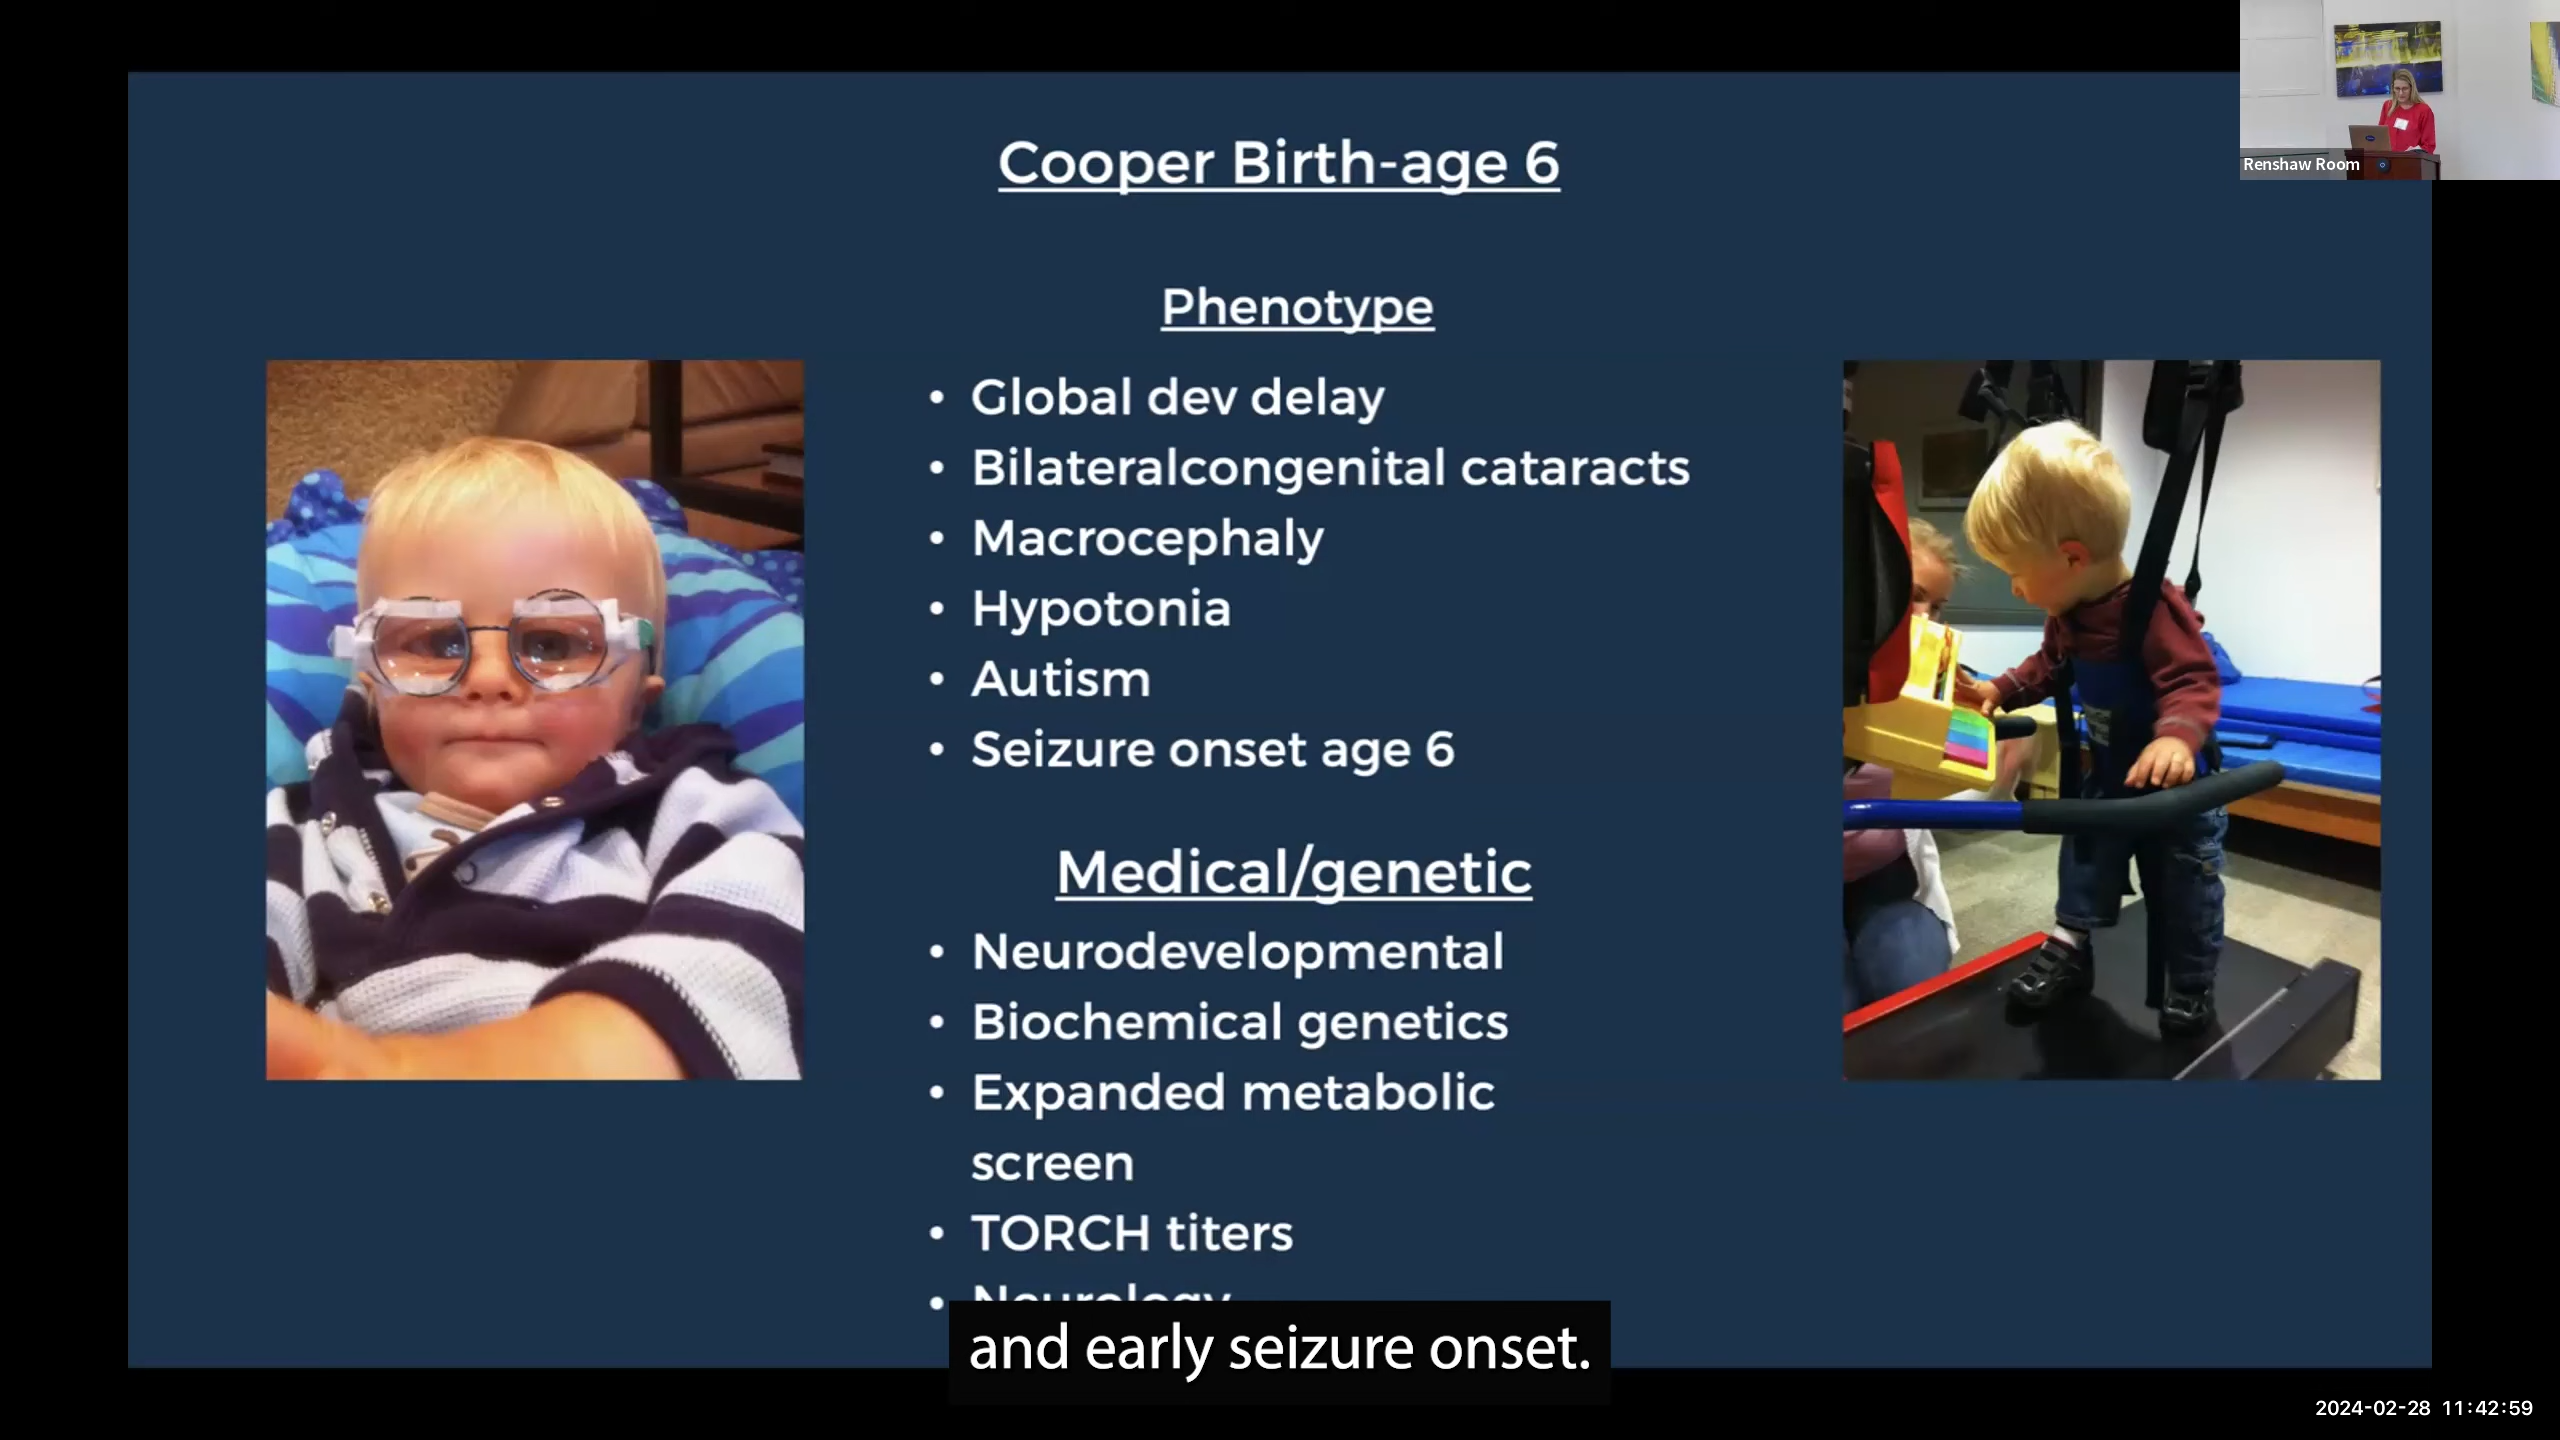 Renshaw Room
Cooper Birth-age 6
Phenotype
• Global dev delay
• Bilateralcongenital cataracts
• Macrocephaly
• Hypotonia
• Autism
• Seizure onset age 6
Medical/genetic
• Neurodevelopmental
• Biochemical genetics
• Expanded metabolic
screen
• TORCH titers
• Neurology
and early seizure onset.
2024-02-28 11:42:59